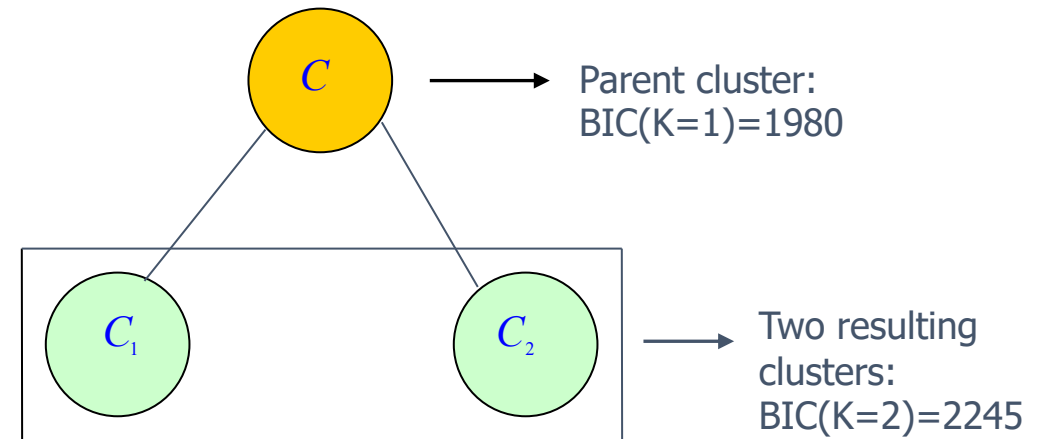 C
Parent cluster:
BIC(K=1)=1980
C₁
C₂
Two resulting
clusters:
BIC(K=2)=2245